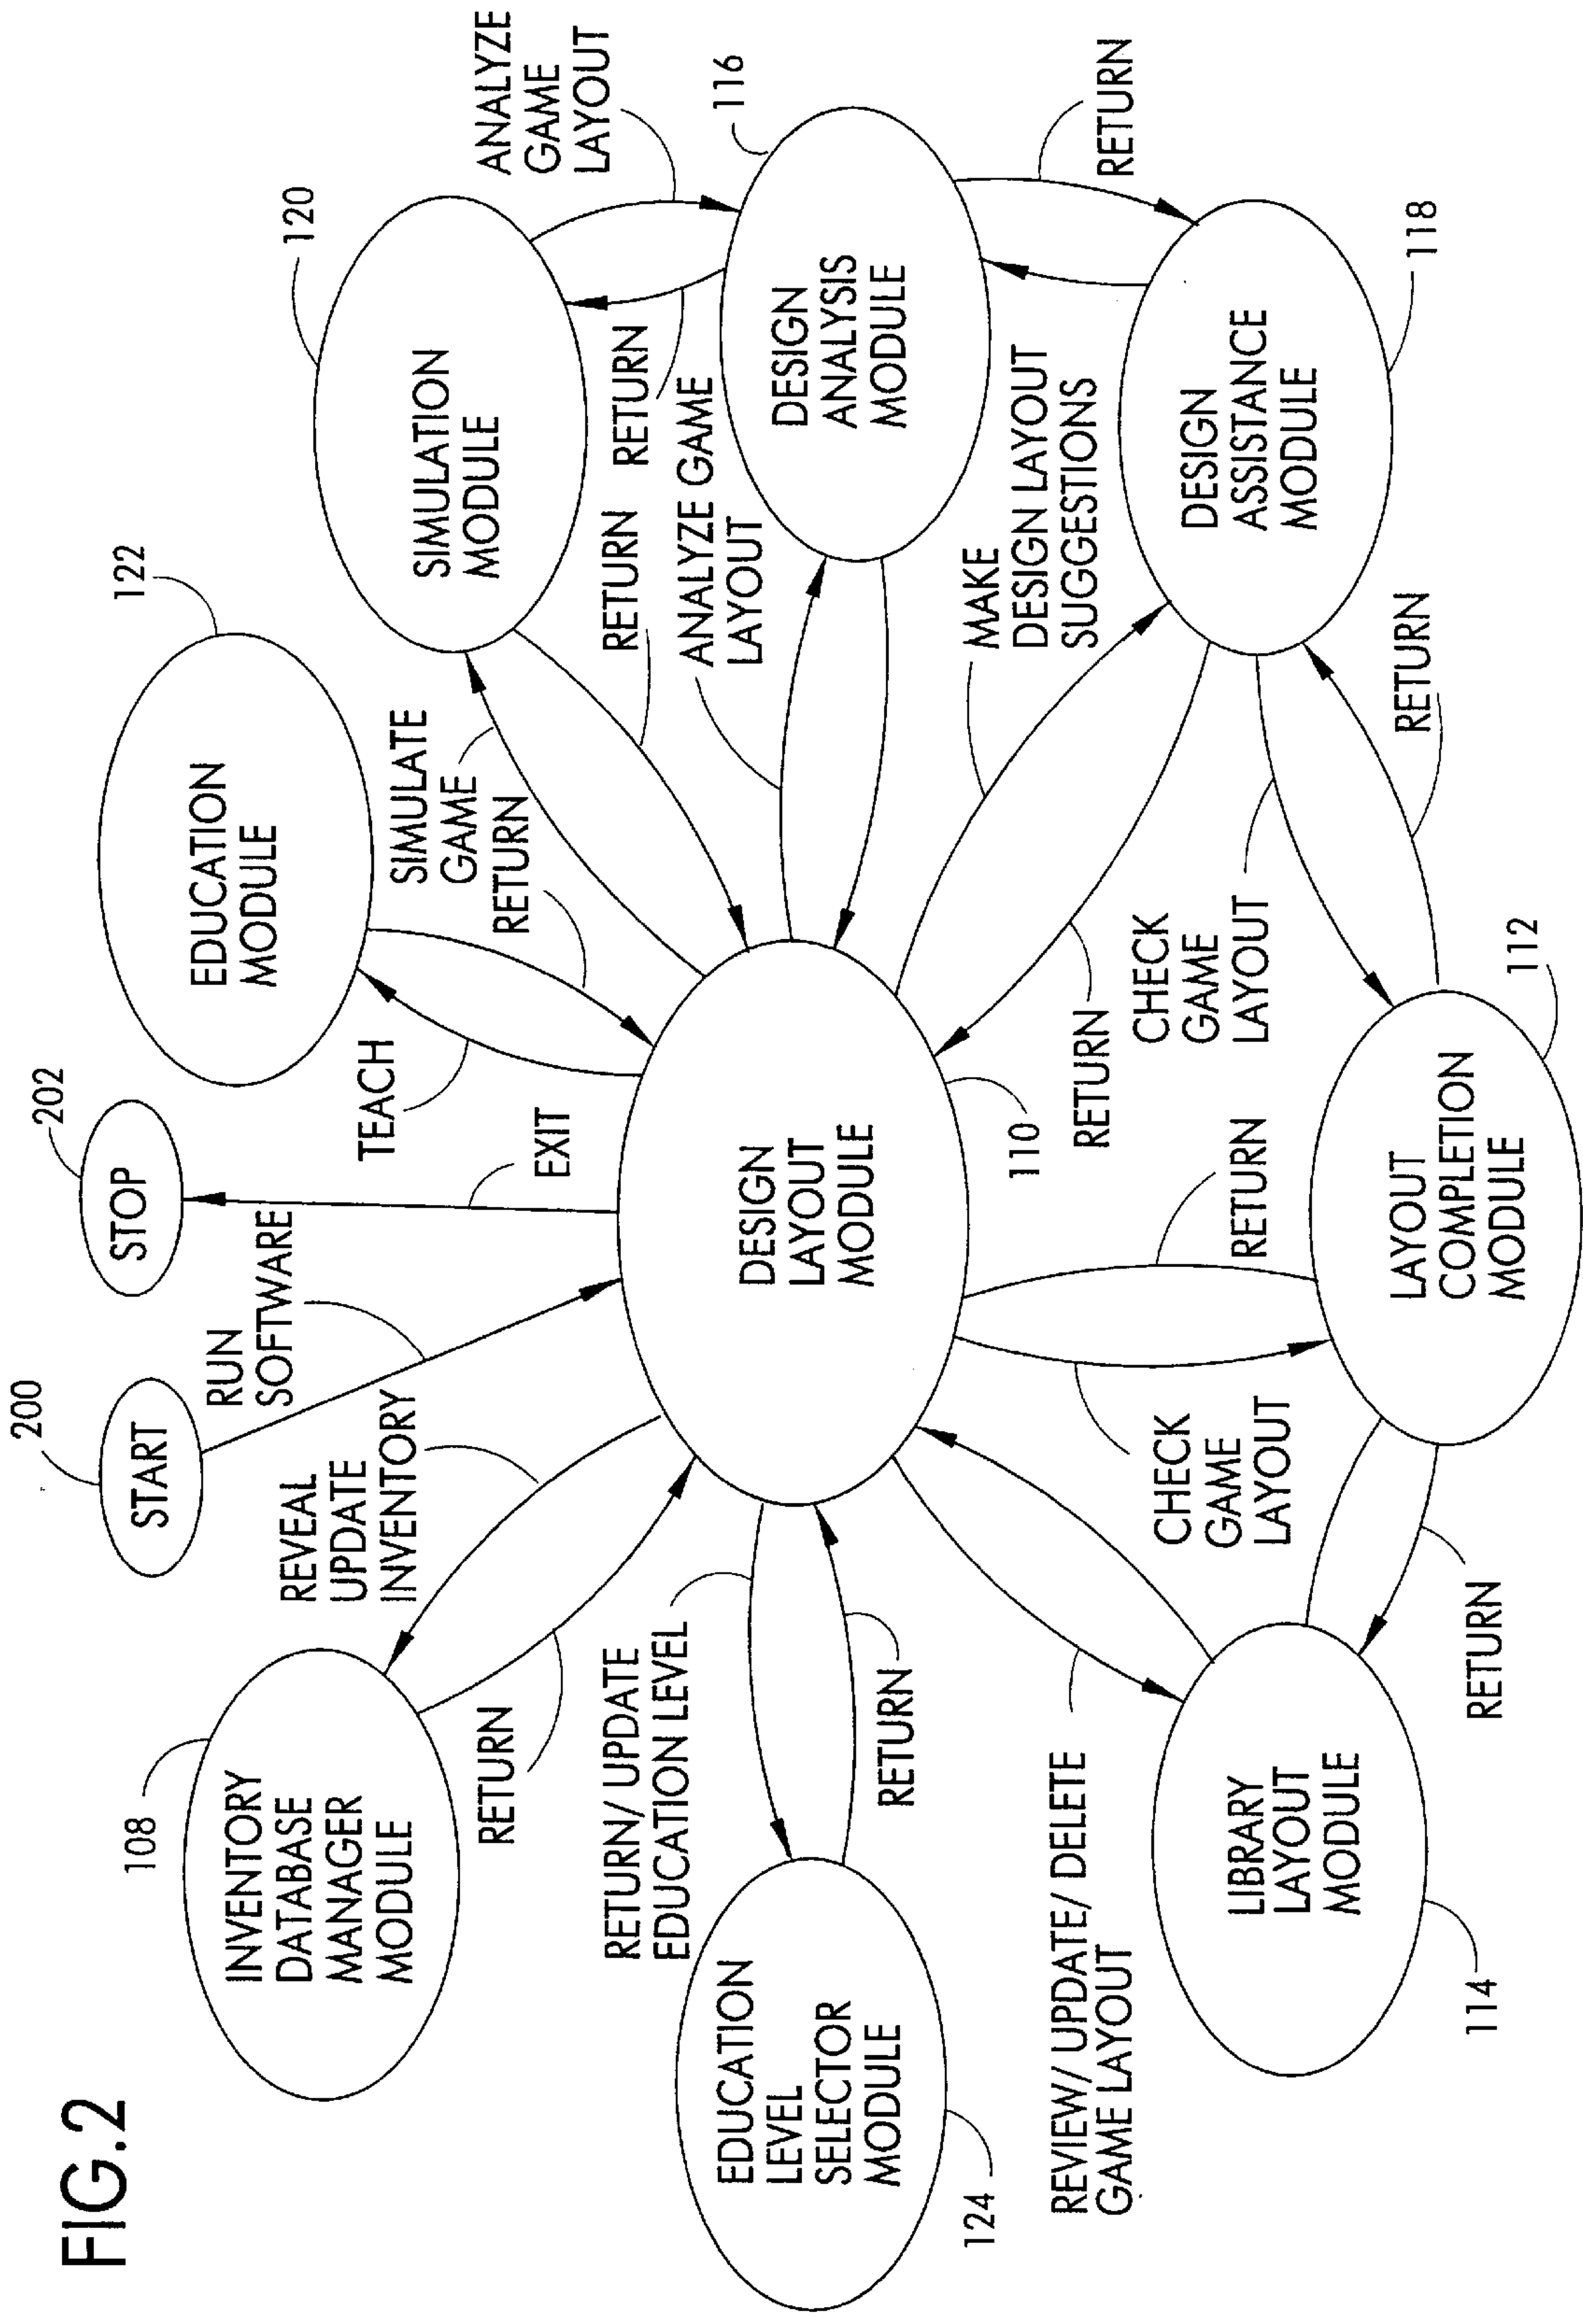 FIG.2
200
START
RUN
SOFTWARE
202
STOP
EXIT
122
EDUCATION
MODULE
TEACH
RETURN
120
SIMULATION
MODULE
SIMULATE
GAME
RETURN
ANALYZE
GAME
LAYOUT
RETURN
116
DESIGN
ANALYSIS
MODULE
ANALYZE GAME
LAYOUT
RETURN
118
DESIGN
ASSISTANCE
MODULE
MAKE
DESIGN LAYOUT
SUGGESTIONS
RETURN
CHECK
GAME
LAYOUT
RETURN
110
DESIGN
LAYOUT
MODULE
112
LAYOUT
COMPLETION
MODULE
RETURN
CHECK
GAME
LAYOUT
RETURN
108
INVENTORY
DATABASE
MANAGER
MODULE
REVEAL
UPDATE
INVENTORY
RETURN
124
EDUCATION
LEVEL
SELECTOR
MODULE
RETURN/ UPDATE
EDUCATION LEVEL
RETURN
114
LIBRARY
LAYOUT
MODULE
REVIEW/ UPDATE/ DELETE
GAME LAYOUT